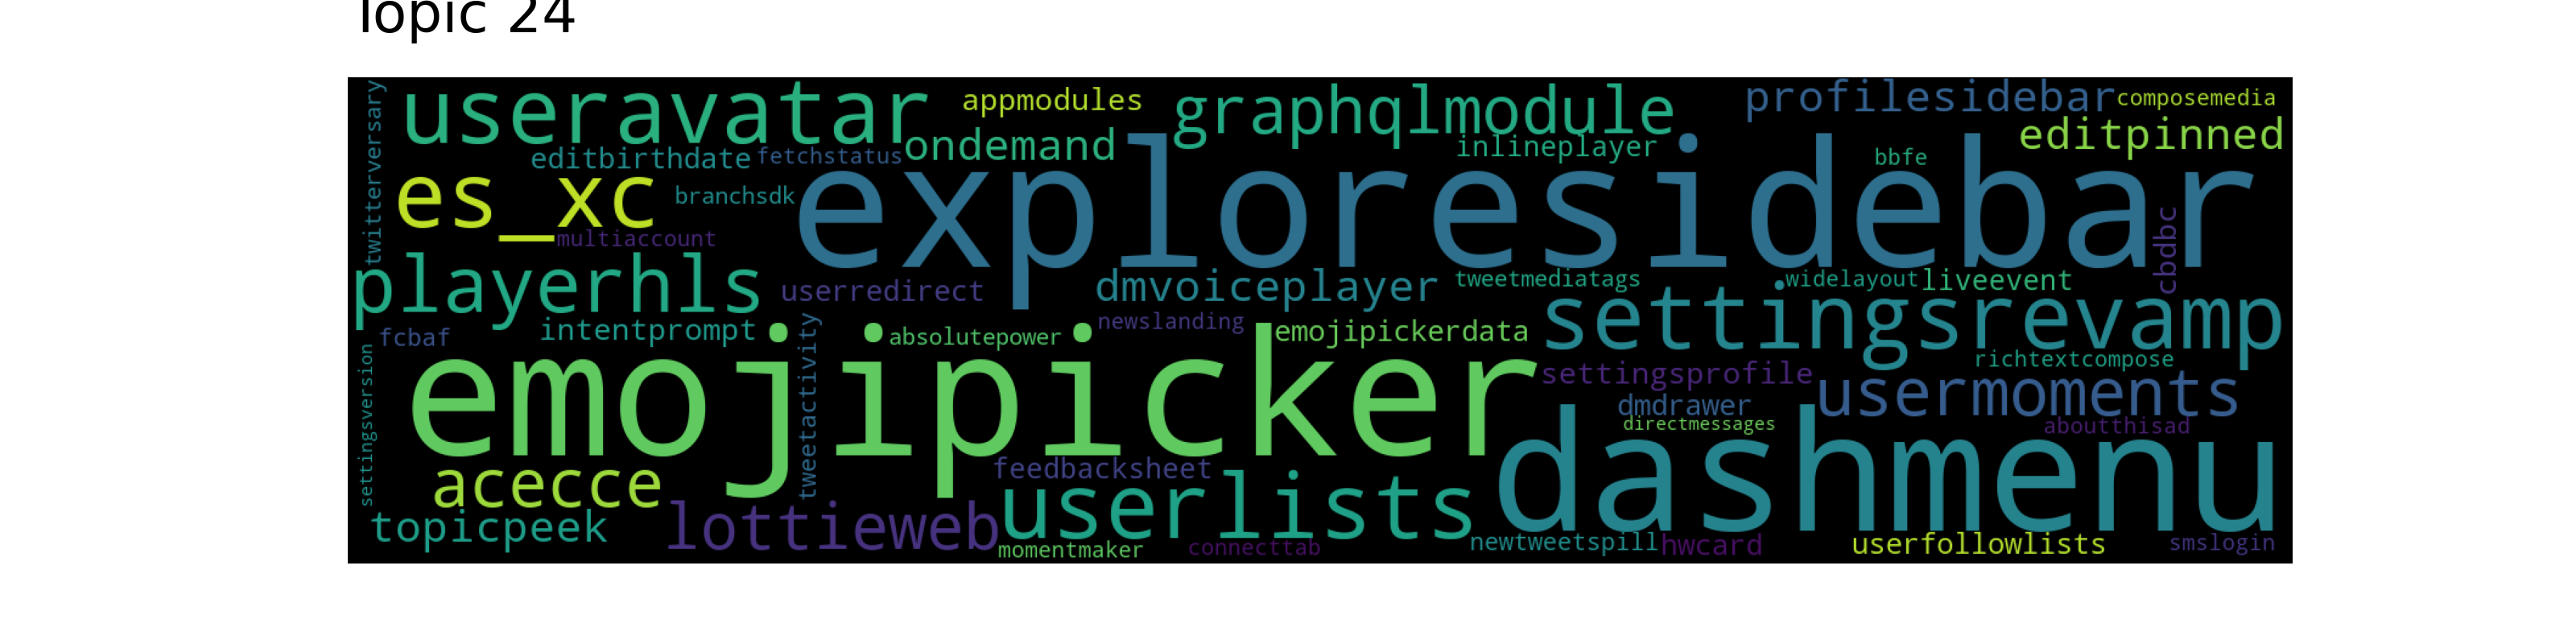 Topic 24
twitterversary
useravatar
appmodules
graphqlmodule
profilesidebar
composemedia
editbirthdate
fetchstatus
ondemand
inlineplayer
bbfe
editpinned
es_xc
branchsdk
exploresidebar
multiaccount
cbdbc
playerhls
userredirect
dmvoiceplayer
tweetmediatags
widelayout
liveevent
fcbaf
intentprompt
absolutepower
newslanding
emojipickerdata
settingsrevamp
settingsversion
emojipicker
tweetactivity
settingsprofile
richtextcompose
dmdrawer
usermoments
directmessages
aboutthisad
acecce
feedbacksheet
userlists
dashmenu
topicpeek
lottieweb
momentmaker
connecttab
newtweetspill
hwcard
userfollowlists
smslogin